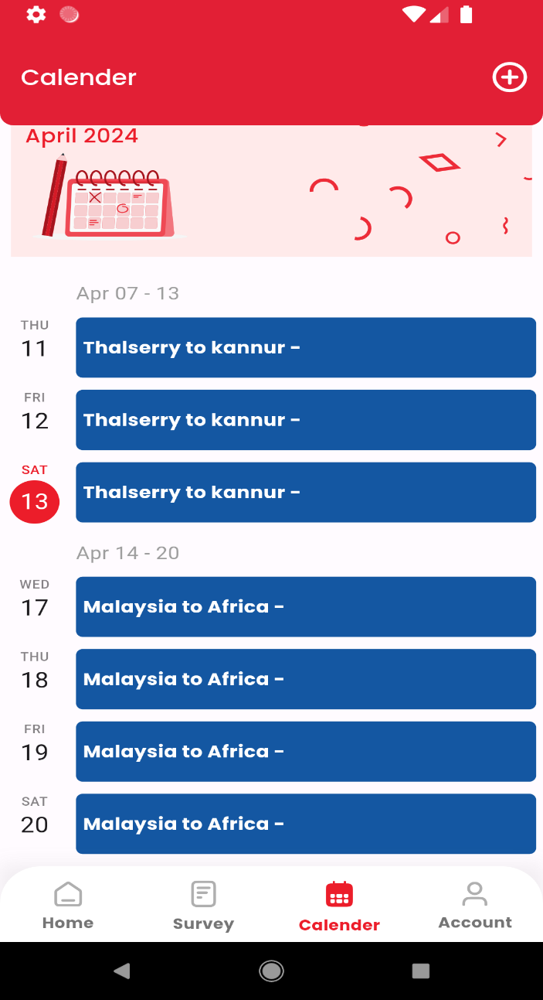 Calender
April 2024
Apr 07 - 13
THU
11
Thalserry to kannur -
FRI
12
Thalserry to kannur -
SAT
13
Thalserry to kannur -
Apr 14 - 20
WED
17
Malaysia to Africa -
THU
18
Malaysia to Africa -
FRI
19
Malaysia to Africa -
SAT
20
Malaysia to Africa -
Home Survey Calender Account